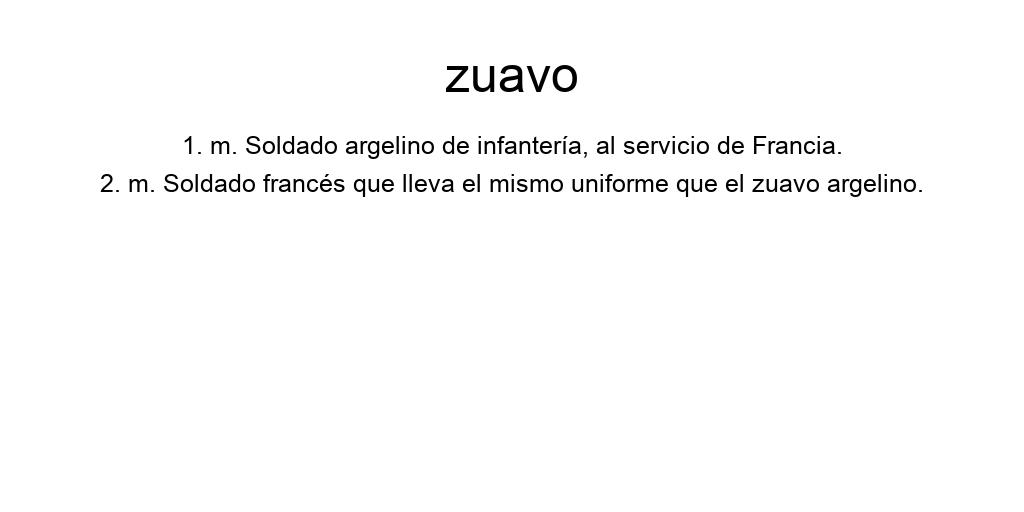 zuavo
1. m. Soldado argelino de infantería, al servicio de Francia.
2. m. Soldado francés que lleva el mismo uniforme que el zuavo argelino.